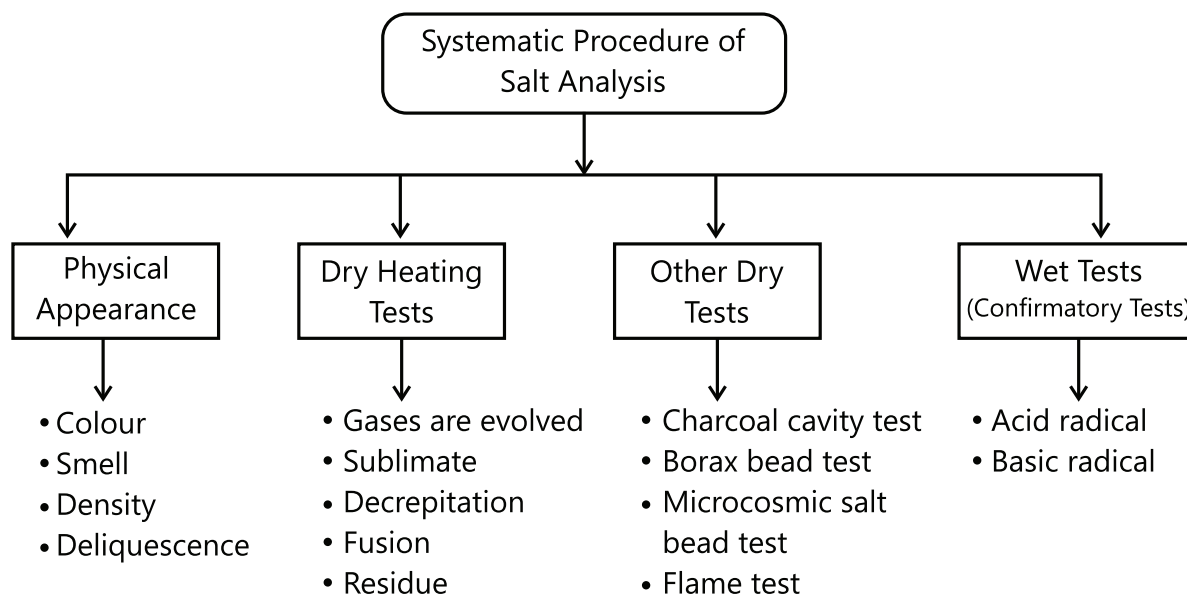 Systematic Procedure of
Salt Analysis
Physical
Appearance
• Colour
• Smell
• Density
• Deliquescence
Dry Heating
Tests
• Gases are evolved
• Sublimate
• Decrepitation
• Fusion
• Residue
Other Dry
Tests
• Charcoal cavity test
• Borax bead test
• Microcosmic salt
bead test
• Flame test
Wet Tests
(Confirmatory Tests)
• Acid radical
• Basic radical